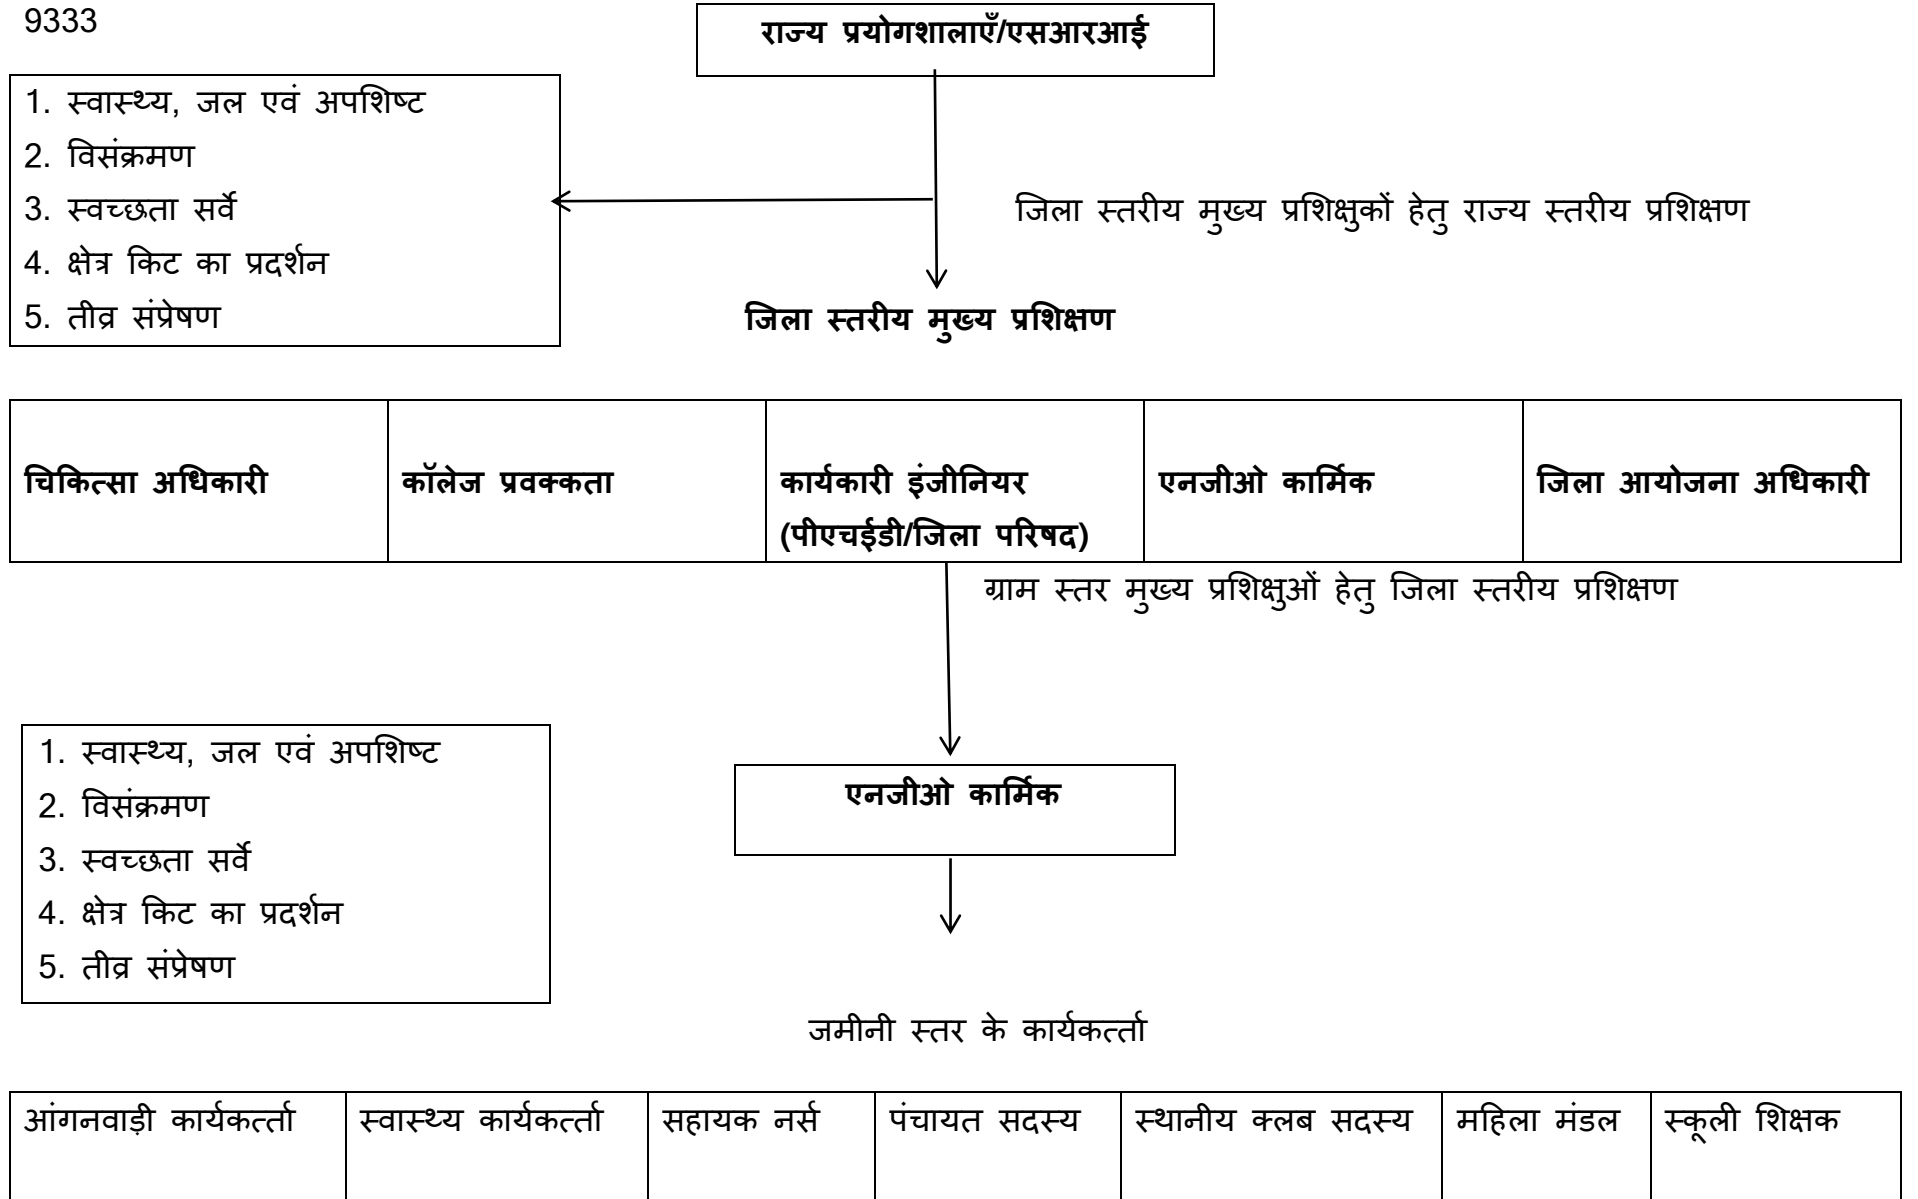 9333
राज्य प्रयोगशालाएँ/एसआरआई
1. स्वास्थ्य, जल एवं अपशिष्ट
2. विसंक्रमण
3. स्वच्छता सर्वे
4. क्षेत्र किट का प्रदर्शन
5. तीव्र संप्रेषण
जिला स्तरीय मुख्य प्रशिक्षुकों हेतु राज्य स्तरीय प्रशिक्षण
जिला स्तरीय मुख्य प्रशिक्षण
चिकित्सा अधिकारी
कॉलेज प्रवक्कता
कार्यकारी इंजीनियर
(पीएचईडी/जिला परिषद)
एनजीओ कार्मिक
जिला आयोजना अधिकारी
ग्राम स्तर मुख्य प्रशिक्षुओं हेतु जिला स्तरीय प्रशिक्षण
1. स्वास्थ्य, जल एवं अपशिष्ट
2. विसंक्रमण
3. स्वच्छता सर्वे
4. क्षेत्र किट का प्रदर्शन
5. तीव्र संप्रेषण
एनजीओ कार्मिक
जमीनी स्तर के कार्यकर्त्ता
आंगनवाड़ी कार्यकर्त्ता
स्वास्थ्य कार्यकर्त्ता
सहायक नर्स
पंचायत सदस्य
स्थानीय क्लब सदस्य
महिला मंडल
स्कूली शिक्षक